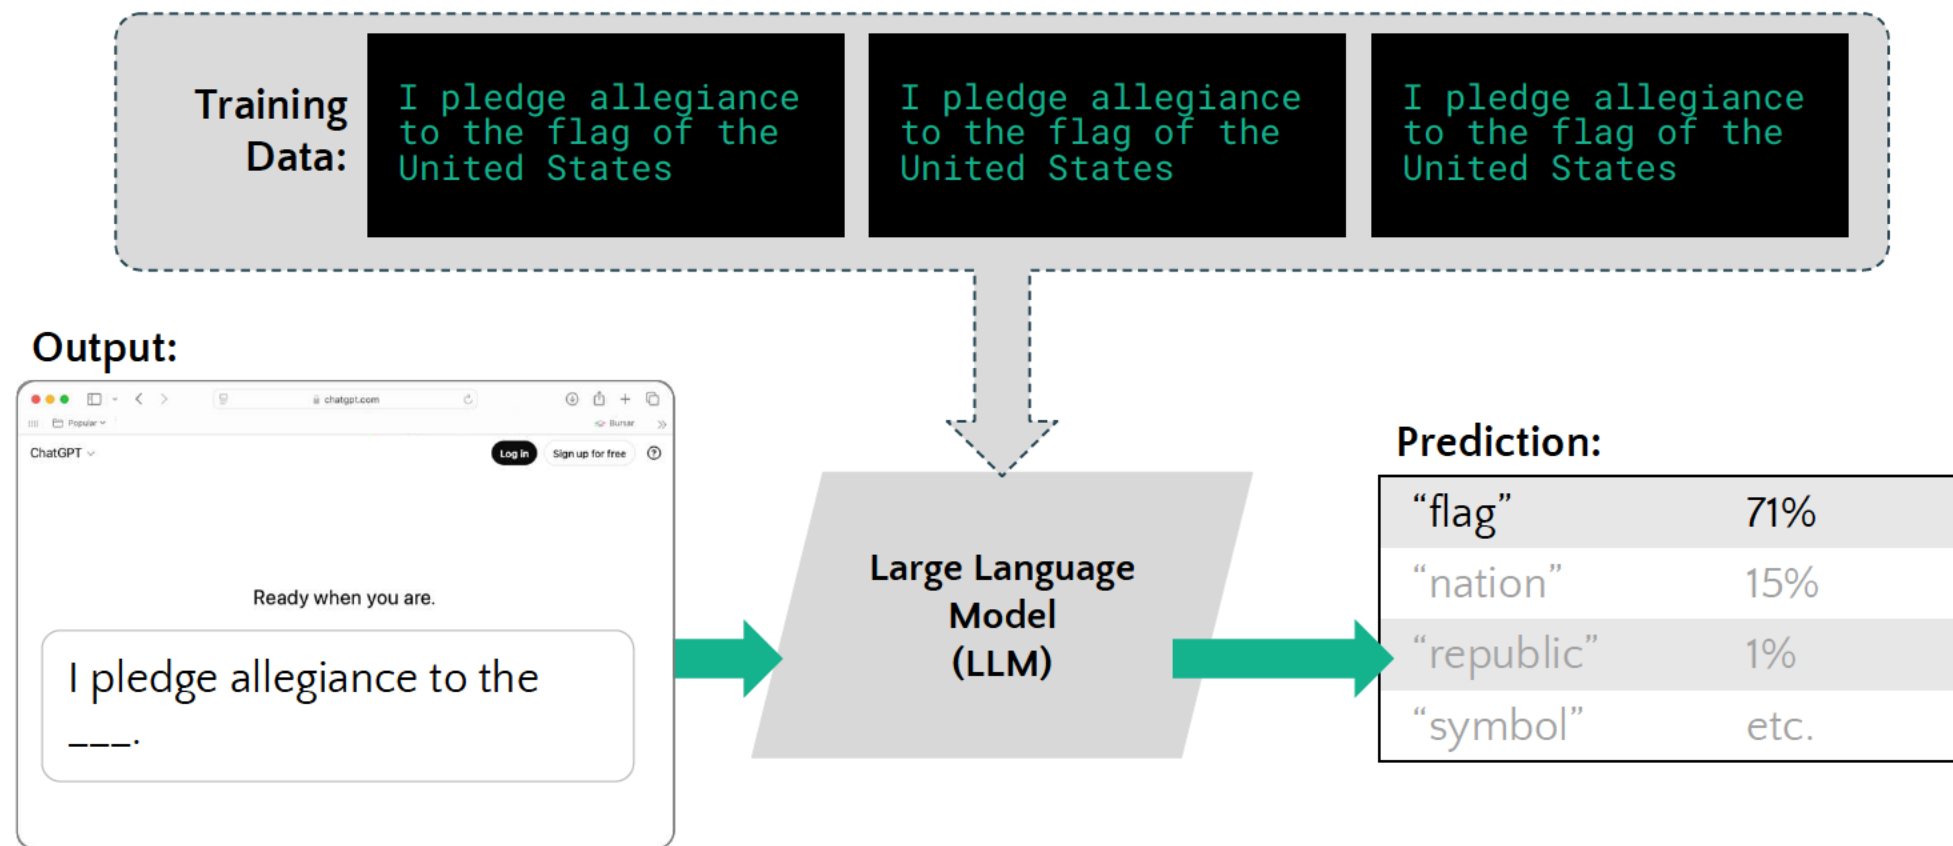 Training
Data:
I pledge allegiance
to the flag of the
United States
I pledge allegiance
to the flag of the
United States
I pledge allegiance
to the flag of the
United States
Output:
chatgpt.com
Popular
Bursar
ChatGPT
Log in
Sign up for free
?
Ready when you are.
I pledge allegiance to the
___.
Large Language
Model
(LLM)
Prediction:
“flag” 71%
“nation” 15%
“republic” 1%
“symbol” etc.